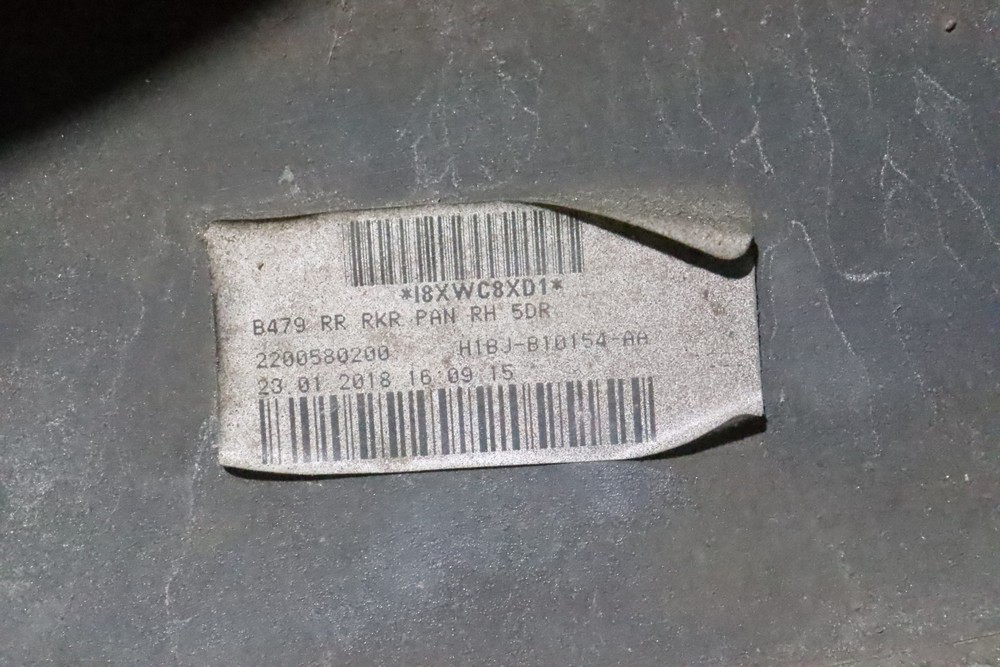 *I8XWC8XD1*
B479 RR RKR PAN RH 5DR
2200580200 H1BJ-B10154-AA
23 01 2018 16:09 15